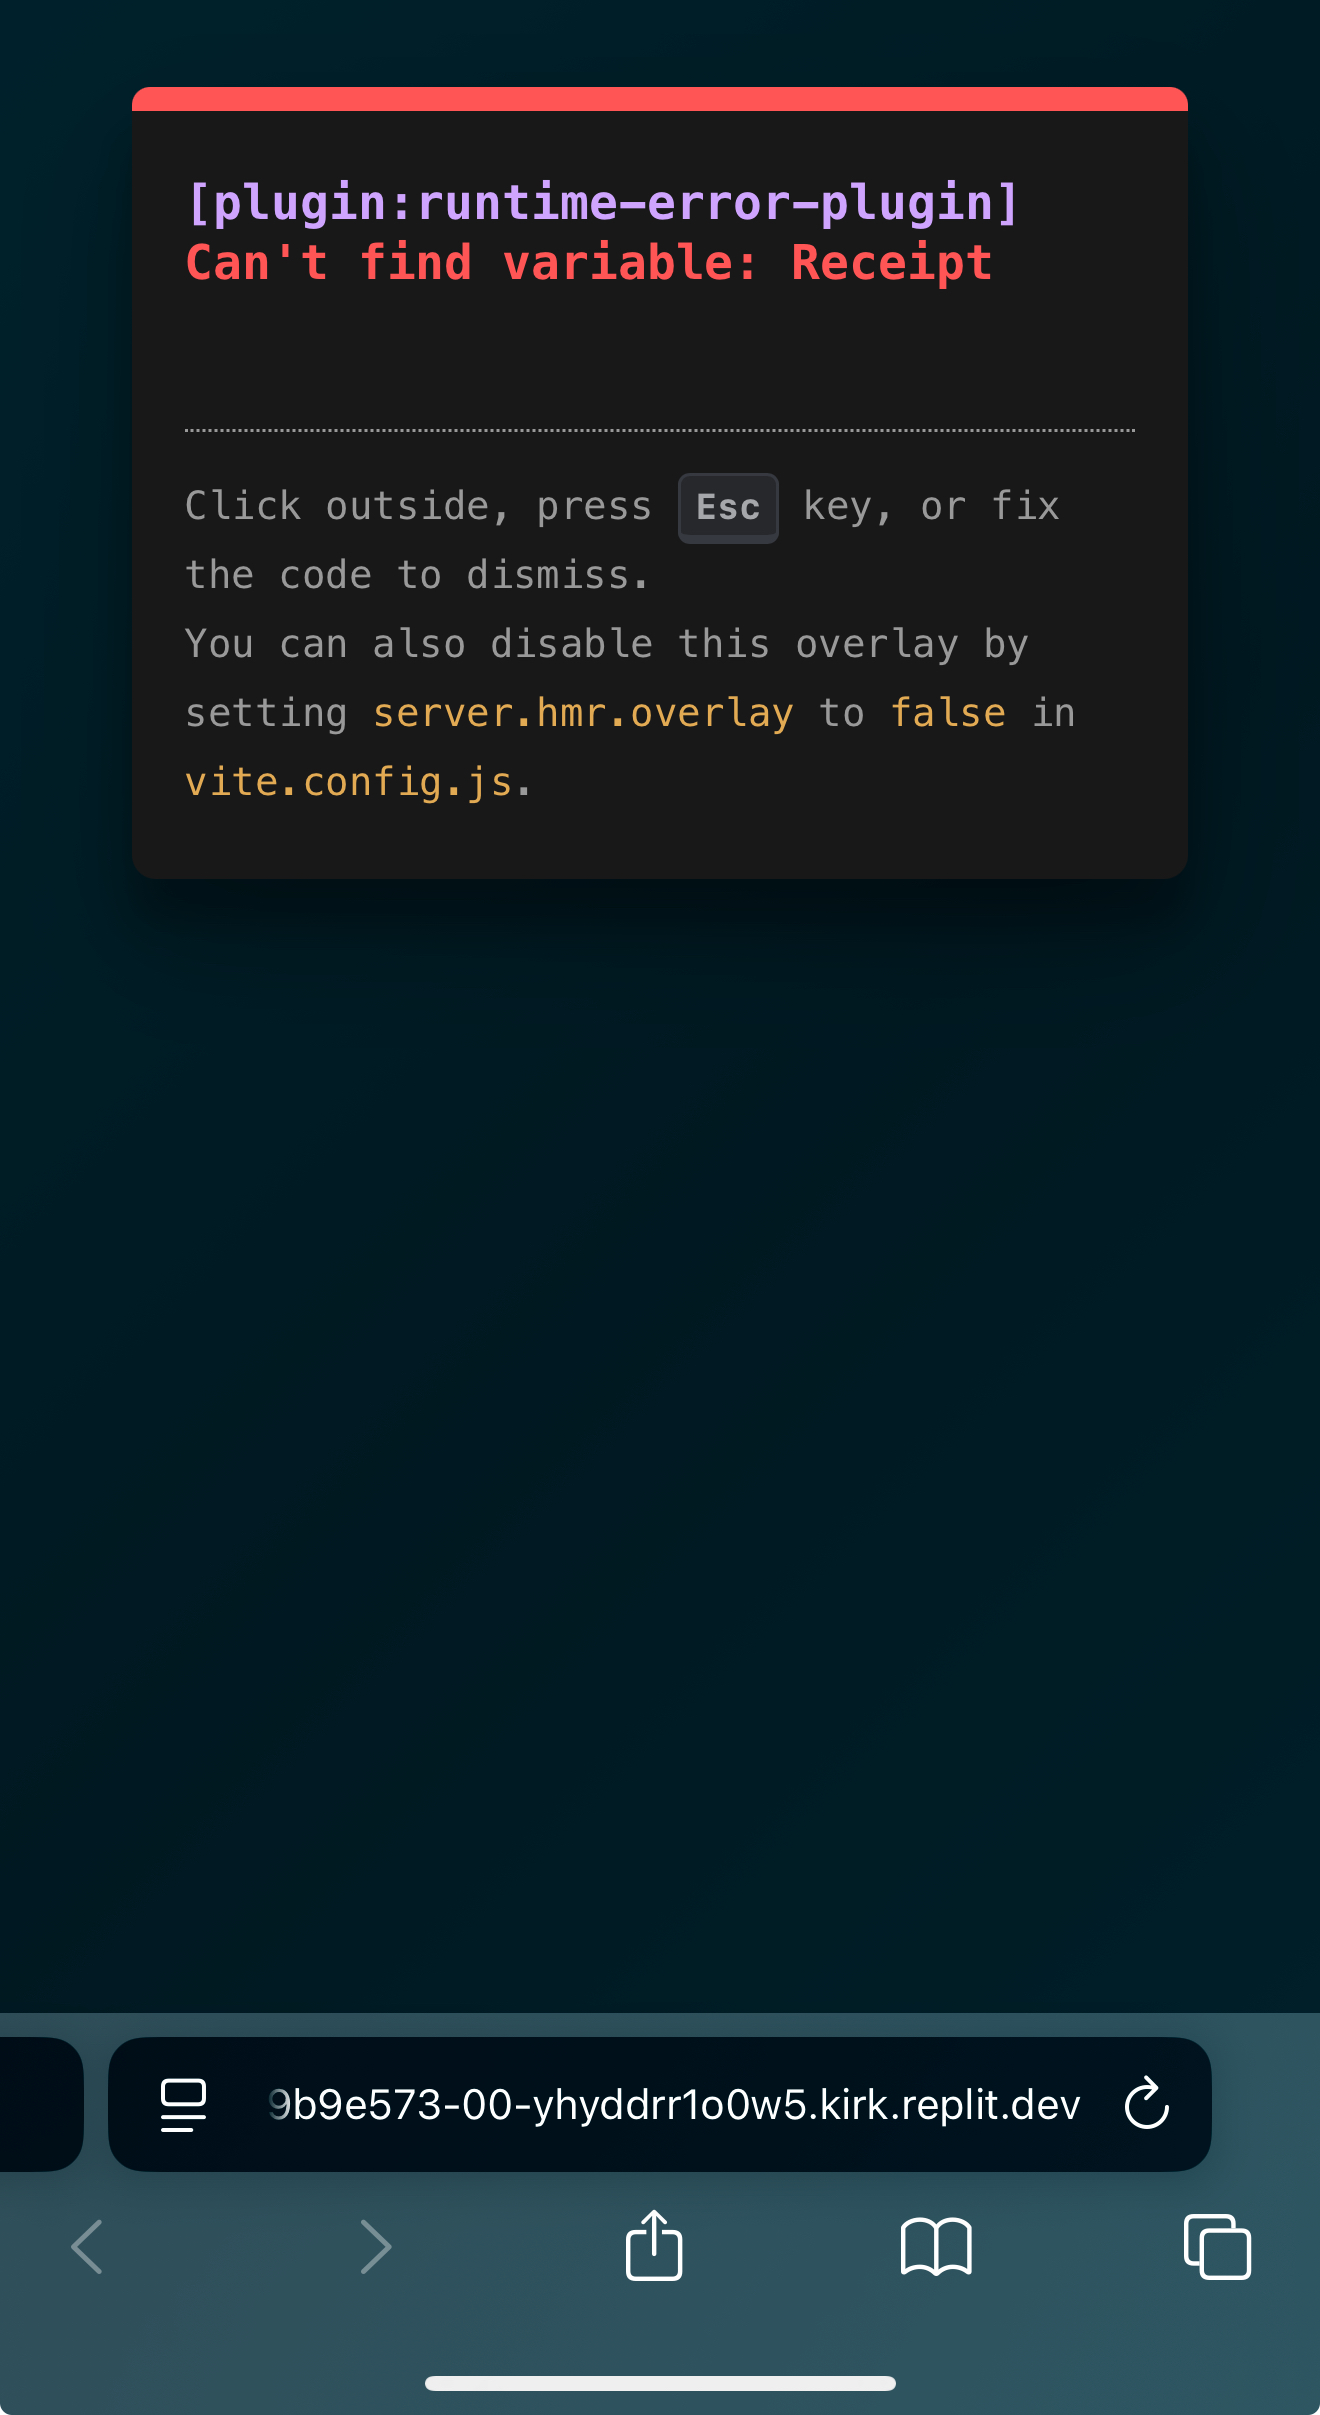 [plugin:runtime-error-plugin]
Can't find variable: Receipt
Click outside, press Esc key, or fix
the code to dismiss.
You can also disable this overlay by
setting server.hmr.overlay to false in
vite.config.js.
9b9e573-00-yhyddrr1o0w5.kirk.replit.dev